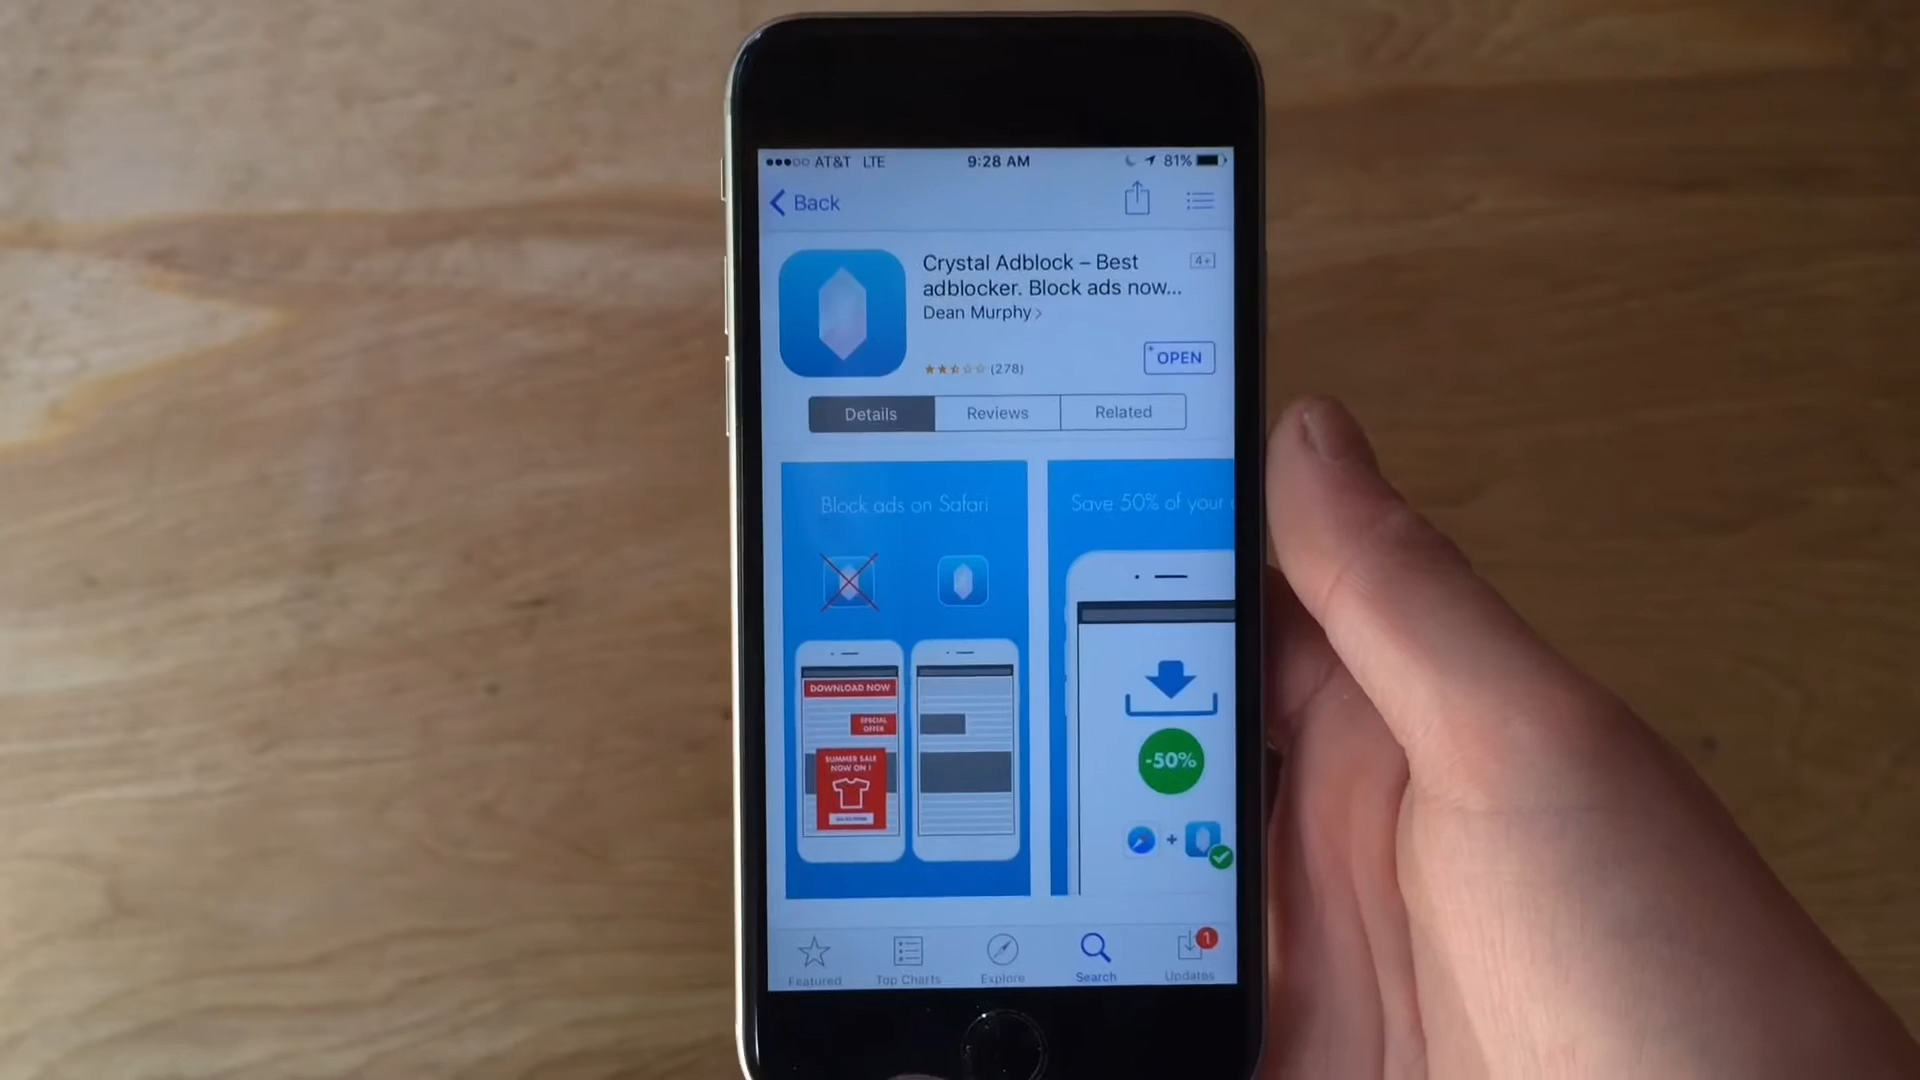 AT&T LTE 9:28 AM 81%
Back
Crystal Adblock – Best 4+
adblocker. Block ads now...
Dean Murphy
(278) OPEN
Details Reviews Related
Block ads on Safari
Save 50% of your
DOWNLOAD NOW
SPECIAL
OFFER
SUMMER SALE
NOW ON !
-50%
+
1
Featured Top Charts Explore Search Updates